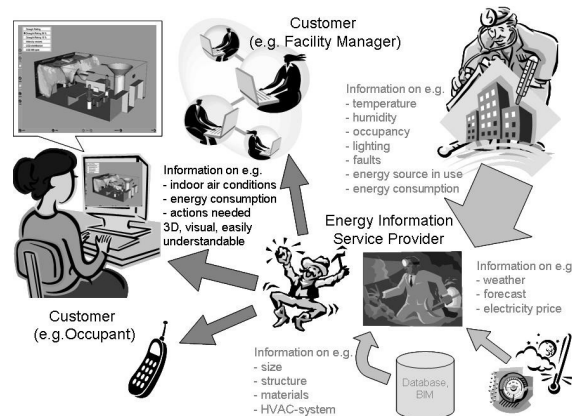 Customer
(e.g. Facility Manager)
Information on e.g.
- temperature
- humidity
- occupancy
- lighting
- faults
- energy source in use
- energy consumption
Information on e.g.
- indoor air conditions
- energy consumption
- actions needed
3D, visual, easily
understandable
Energy Information
Service Provider
Information on e.g
- weather
- forecast
- electricity price
Customer
(e.g.Occupant)
Information on e.g.
- size
- structure
- materials
- HVAC-system
Database,
BIM